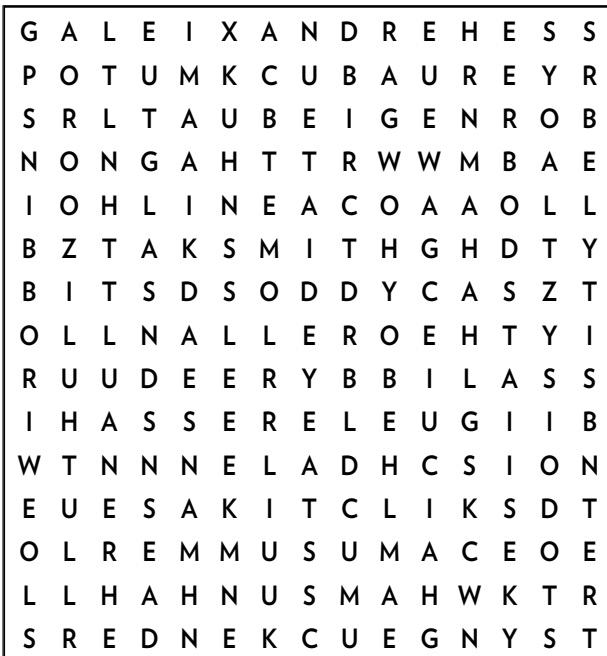 G A L E I X A N D R E H E S S
P O T U M K C U B A U R E Y R
S R L T A U B E I G E N R O B
N O N G A H T T R W W M B A E
I O H L I N E A C O A A O L L
B Z T A K S M I T H G H D T Y
B I T S D S O D D Y C A S Z T
O L L N A L L E R O E H T Y I
R U U D E E R Y B B I L A S S
I H A S S E R E L E U G I I B
W T N N N E L A D H C S I O N
E U E S A K I T C L I K S D T
O L R E M M U S U M A C E O E
L L H A H N U S M A H W K T R
S R E D N E K C U E G N Y S T